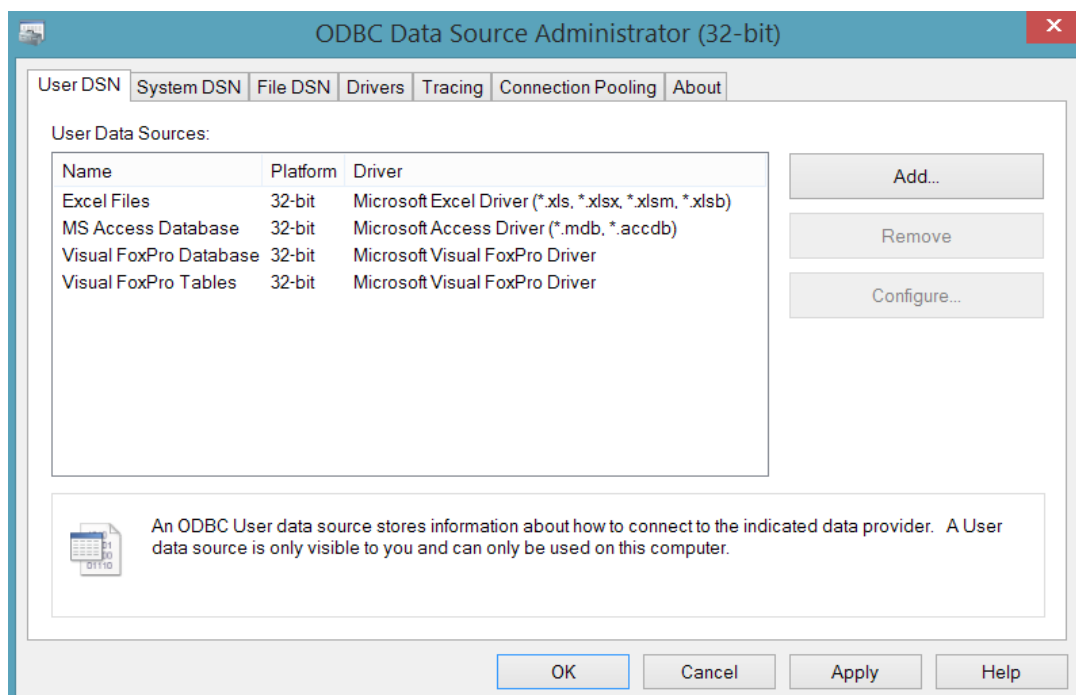 ODBC Data Source Administrator (32-bit)
User DSN System DSN File DSN Drivers Tracing Connection Pooling About
User Data Sources:
Name Platform Driver
Excel Files 32-bit Microsoft Excel Driver (*.xls, *.xlsx, *.xlsm, *.xlsb)
MS Access Database 32-bit Microsoft Access Driver (*.mdb, *.accdb)
Visual FoxPro Database 32-bit Microsoft Visual FoxPro Driver
Visual FoxPro Tables 32-bit Microsoft Visual FoxPro Driver
Add...
Remove
Configure...
An ODBC User data source stores information about how to connect to the indicated data provider. A User
data source is only visible to you and can only be used on this computer.
OK Cancel Apply Help